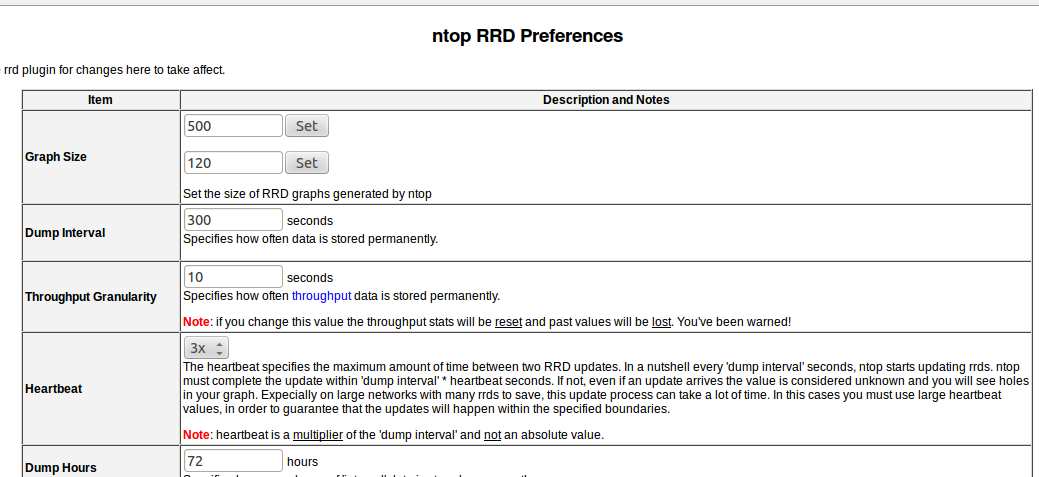 ntop RRD Preferences
rrd plugin for changes here to take affect.
Item Description and Notes
Graph Size
500 Set
120 Set
Set the size of RRD graphs generated by ntop
Dump Interval
300 seconds
Specifies how often data is stored permanently.
Throughput Granularity
10 seconds
Specifies how often throughput data is stored permanently.
Note: if you change this value the throughput stats will be reset and past values will be lost. You've been warned!
Heartbeat
3x
The heartbeat specifies the maximum amount of time between two RRD updates. In a nutshell every 'dump interval' seconds, ntop starts updating rrds. ntop
must complete the update within 'dump interval' * heartbeat seconds. If not, even if an update arrives the value is considered unknown and you will see holes
in your graph. Expecially on large networks with many rrds to save, this update process can take a lot of time. In this cases you must use large heartbeat
values, in order to guarantee that the updates will happen within the specified boundaries.
Note: heartbeat is a multiplier of the 'dump interval' and not an absolute value.
Dump Hours
72 hours